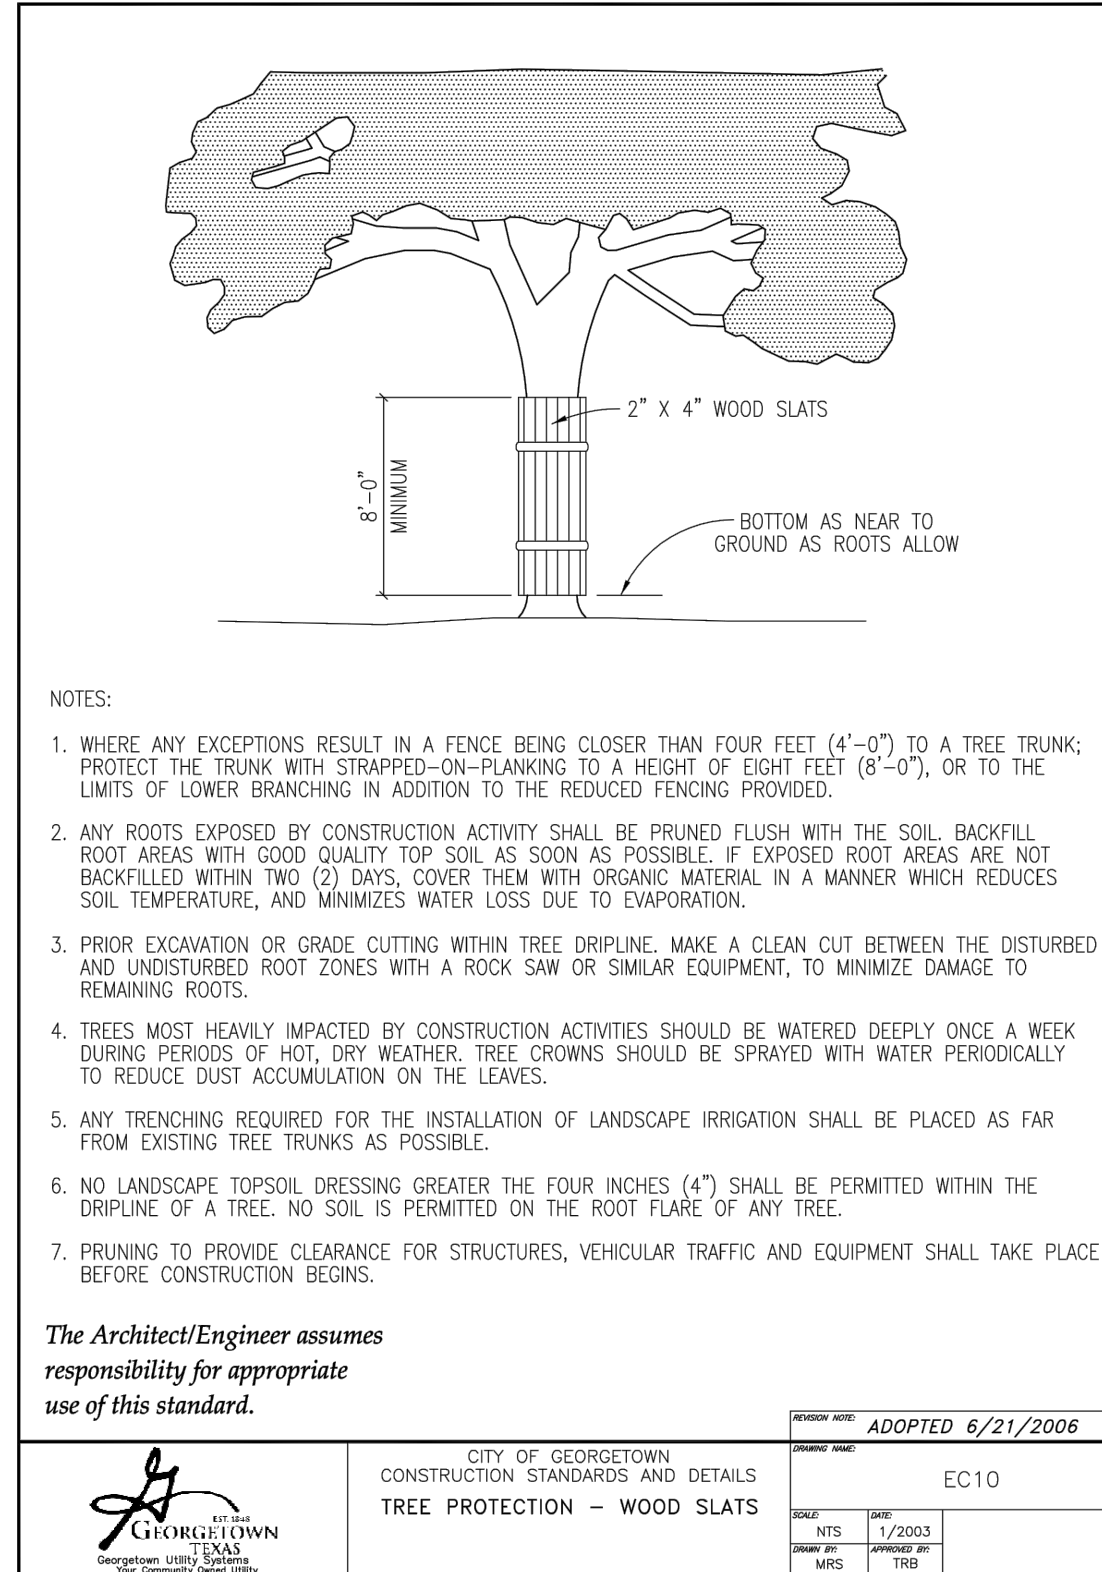 2” X 4” WOOD SLATS
8’-0”
MINIMUM
BOTTOM AS NEAR TO
GROUND AS ROOTS ALLOW
NOTES:
1. WHERE ANY EXCEPTIONS RESULT IN A FENCE BEING CLOSER THAN FOUR FEET (4’-0”) TO A TREE TRUNK;
PROTECT THE TRUNK WITH STRAPPED-ON-PLANKING TO A HEIGHT OF EIGHT FEET (8’-0”), OR TO THE
LIMITS OF LOWER BRANCHING IN ADDITION TO THE REDUCED FENCING PROVIDED.
2. ANY ROOTS EXPOSED BY CONSTRUCTION ACTIVITY SHALL BE PRUNED FLUSH WITH THE SOIL. BACKFILL
ROOT AREAS WITH GOOD QUALITY TOP SOIL AS SOON AS POSSIBLE. IF EXPOSED ROOT AREAS ARE NOT
BACKFILLED WITHIN TWO (2) DAYS, COVER THEM WITH ORGANIC MATERIAL IN A MANNER WHICH REDUCES
SOIL TEMPERATURE, AND MINIMIZES WATER LOSS DUE TO EVAPORATION.
3. PRIOR EXCAVATION OR GRADE CUTTING WITHIN TREE DRIPLINE. MAKE A CLEAN CUT BETWEEN THE DISTURBED
AND UNDISTURBED ROOT ZONES WITH A ROCK SAW OR SIMILAR EQUIPMENT, TO MINIMIZE DAMAGE TO
REMAINING ROOTS.
4. TREES MOST HEAVILY IMPACTED BY CONSTRUCTION ACTIVITIES SHOULD BE WATERED DEEPLY ONCE A WEEK
DURING PERIODS OF HOT, DRY WEATHER. TREE CROWNS SHOULD BE SPRAYED WITH WATER PERIODICALLY
TO REDUCE DUST ACCUMULATION ON THE LEAVES.
5. ANY TRENCHING REQUIRED FOR THE INSTALLATION OF LANDSCAPE IRRIGATION SHALL BE PLACED AS FAR
FROM EXISTING TREE TRUNKS AS POSSIBLE.
6. NO LANDSCAPE TOPSOIL DRESSING GREATER THE FOUR INCHES (4”) SHALL BE PERMITTED WITHIN THE
DRIPLINE OF A TREE. NO SOIL IS PERMITTED ON THE ROOT FLARE OF ANY TREE.
7. PRUNING TO PROVIDE CLEARANCE FOR STRUCTURES, VEHICULAR TRAFFIC AND EQUIPMENT SHALL TAKE PLACE
BEFORE CONSTRUCTION BEGINS.
The Architect/Engineer assumes
responsibility for appropriate
use of this standard.
REVISION NOTE: ADOPTED 6/21/2006
EST. 1848
GEORGETOWN
TEXAS
Georgetown Utility Systems
Your Community Owned Utility
CITY OF GEORGETOWN
CONSTRUCTION STANDARDS AND DETAILS
TREE PROTECTION – WOOD SLATS
DRAWING NAME:
EC10
SCALE:
NTS
DATE:
1/2003
DRAWN BY:
MRS
APPROVED BY:
TRB